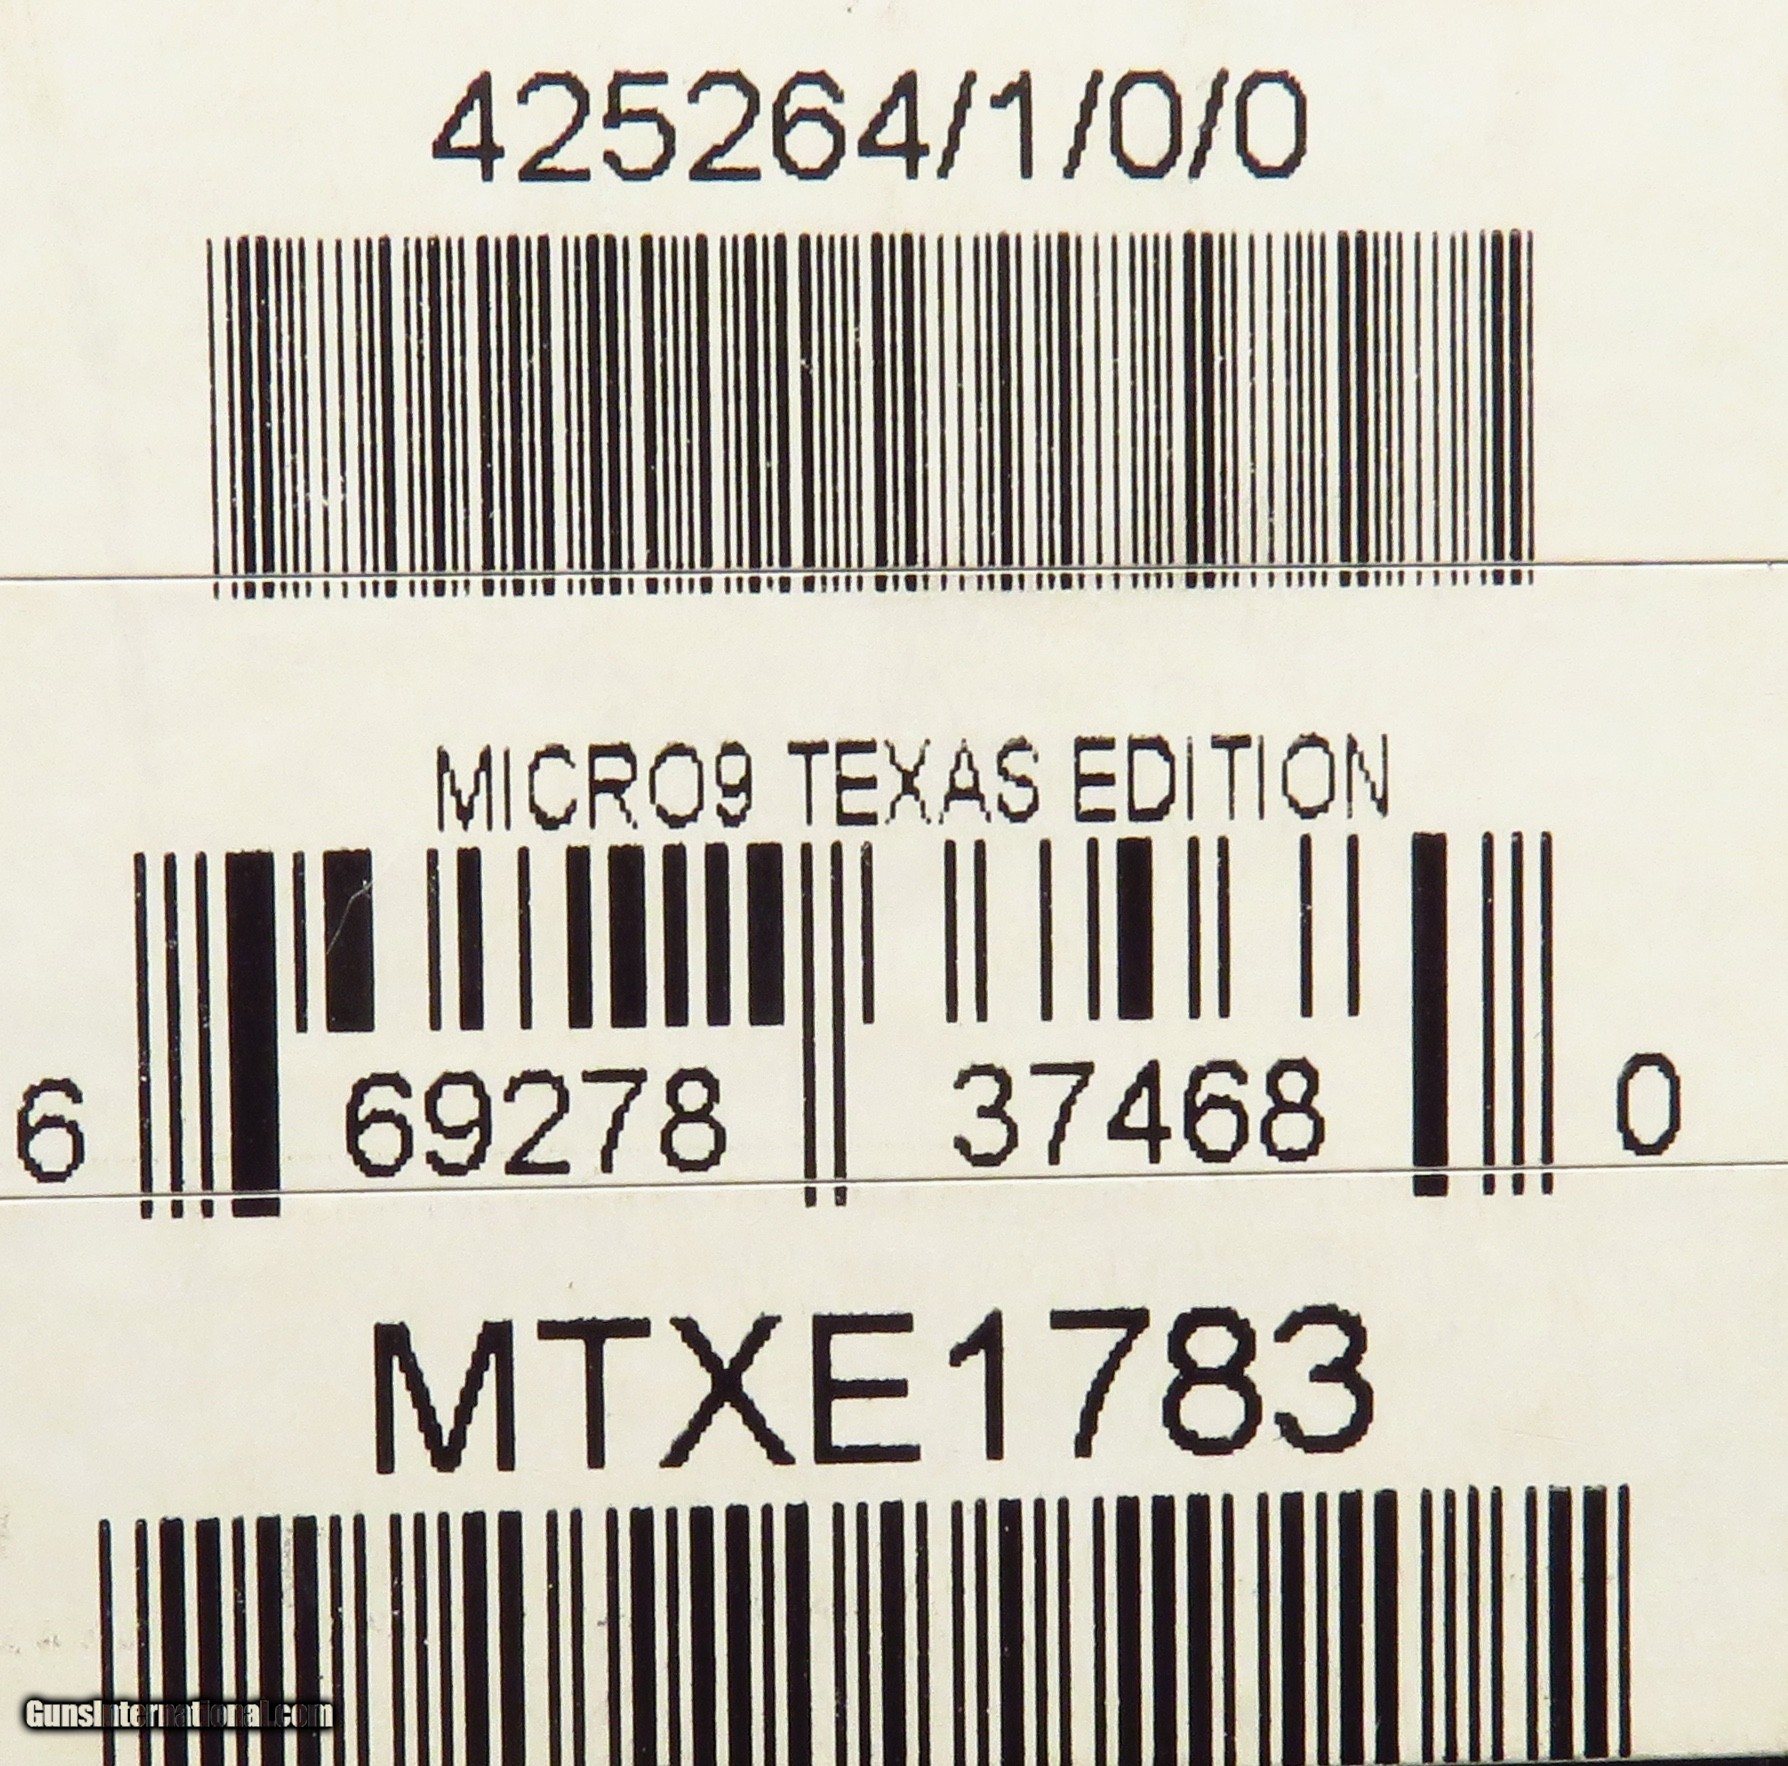 425264/1/0/0
MICRO9 TEXAS EDITION
6 69278 37468 0
MTXE1783
GunsInternational.com